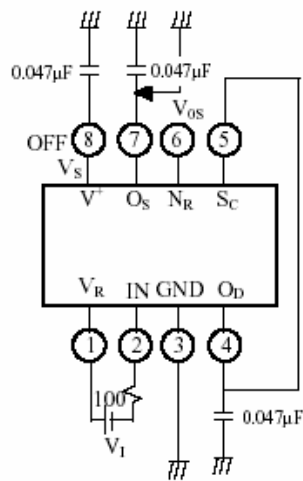 0.047μF
0.047μF
V₀S
OFF
8
7
6
5
VS
V⁺
OS
NR
SC
VR
IN
GND
OD
1
2
3
4
100
VI
0.047μF